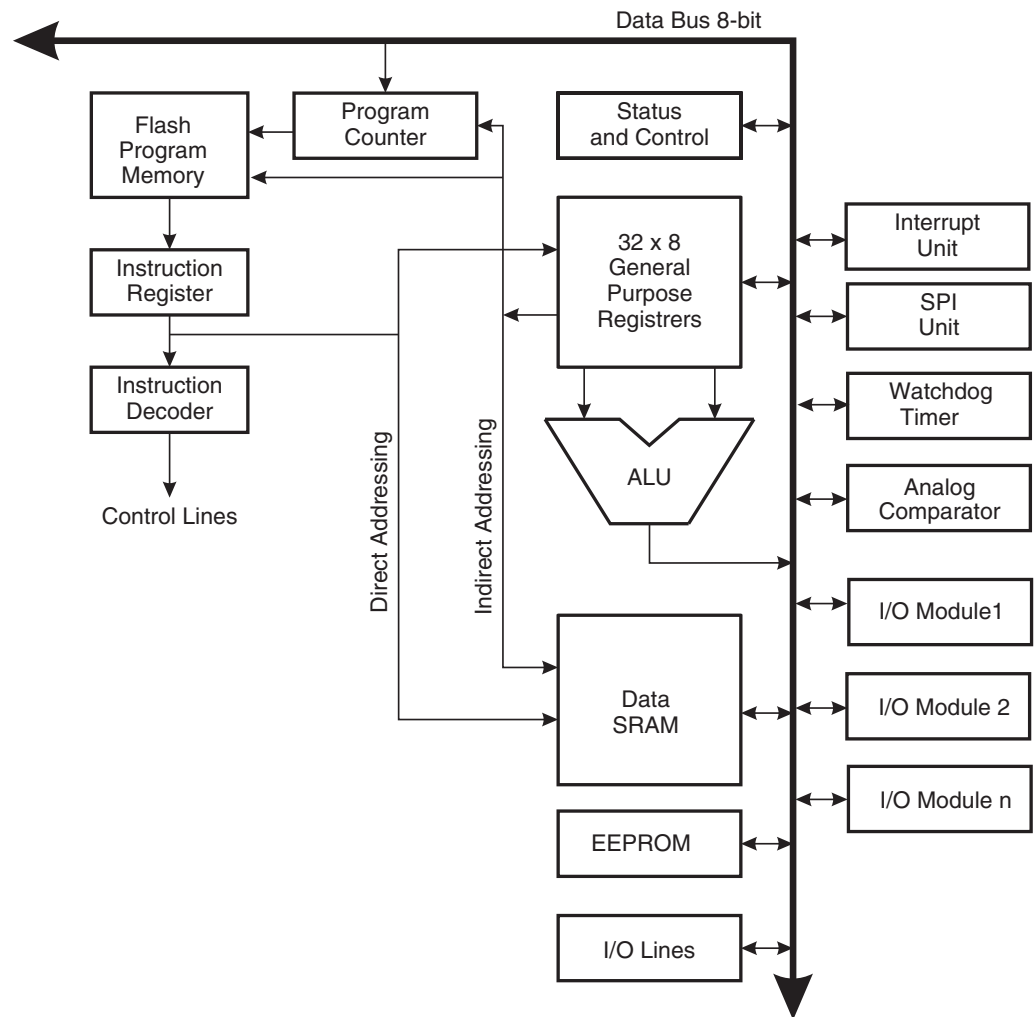 Data Bus 8-bit
Flash
Program
Memory
Program
Counter
Status
and Control
Interrupt
Unit
32 x 8
General
Purpose
Registrers
Instruction
Register
SPI
Unit
Instruction
Decoder
Watchdog
Timer
Direct Addressing
Indirect Addressing
ALU
Analog
Comparator
Control Lines
I/O Module1
Data
SRAM
I/O Module 2
I/O Module n
EEPROM
I/O Lines